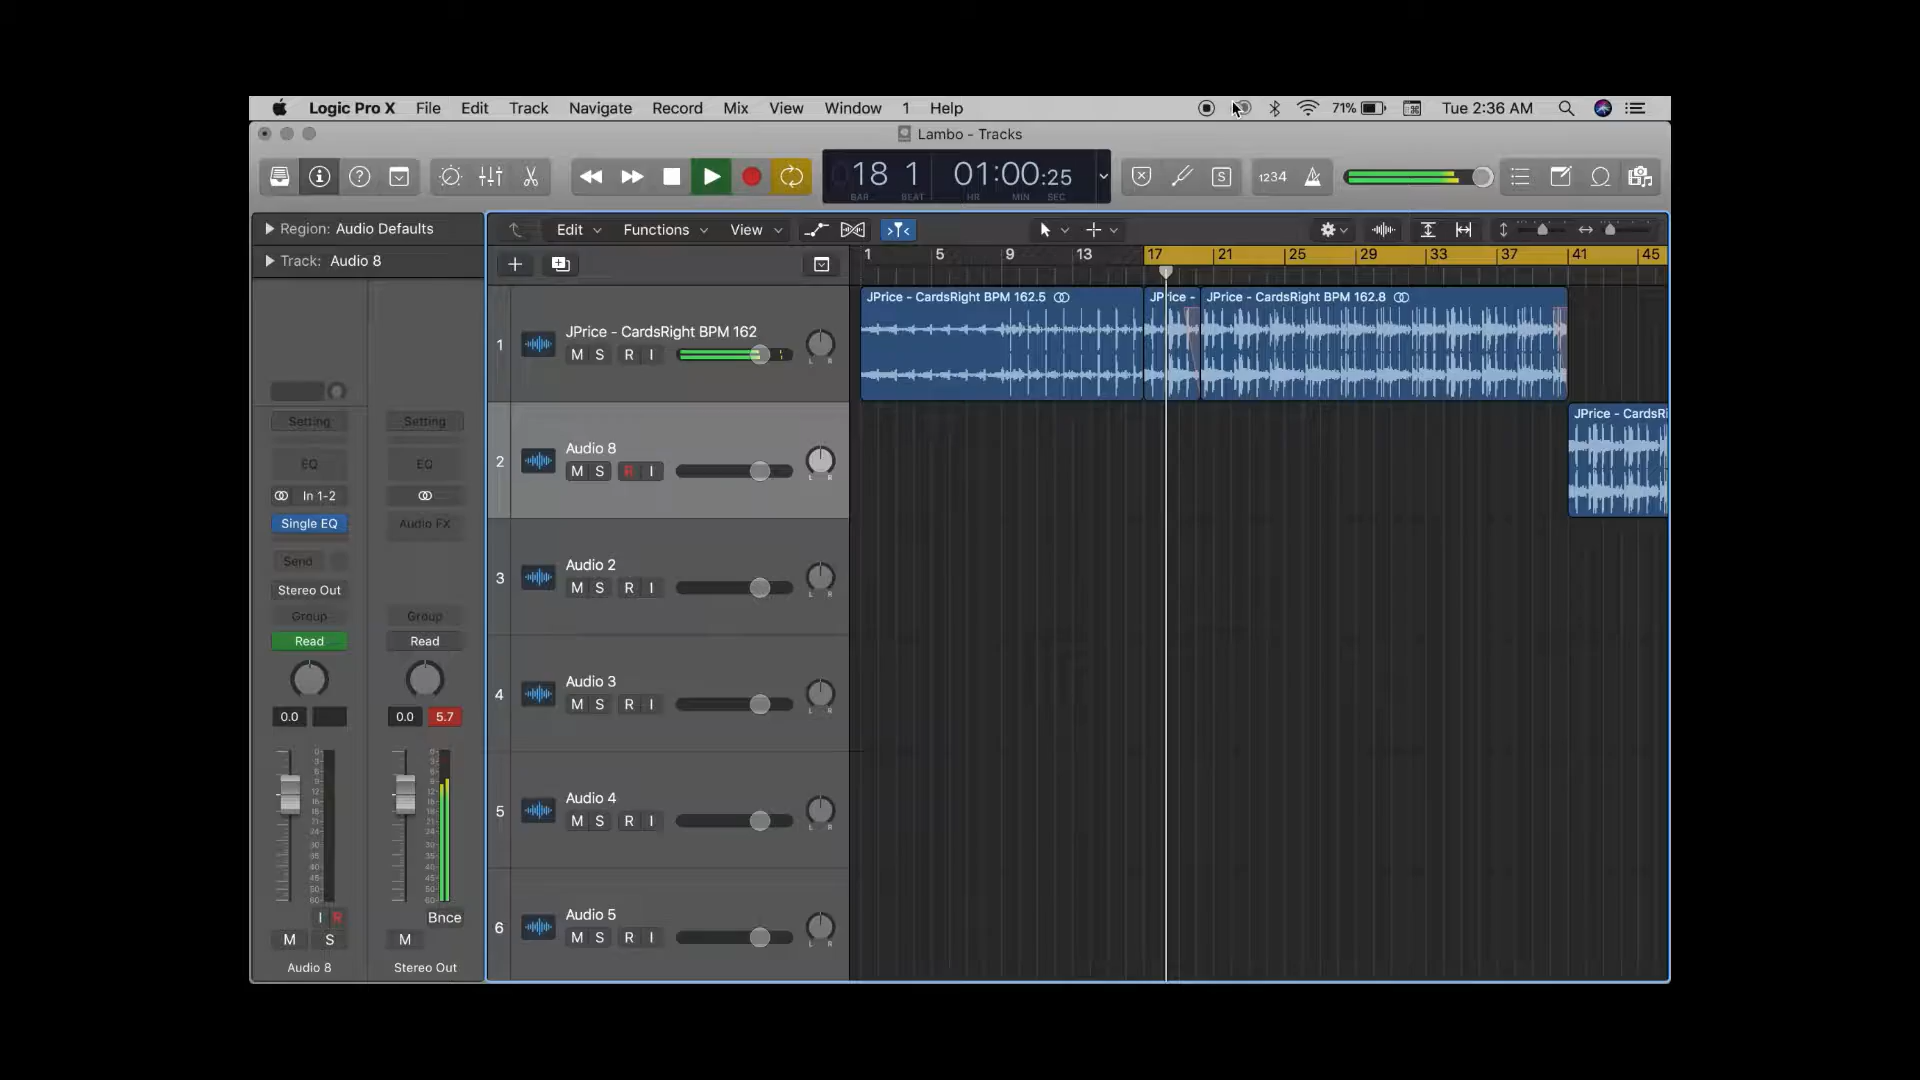 Logic Pro X File Edit Track Navigate Record Mix View Window 1 Help 71% Tue 2:36 AM
Lambo - Tracks
18 1 01:00:25 1234
BAR BEAT HR MIN SEC
Region: Audio Defaults
Edit Functions View
Track: Audio 8
1 5 9 13 17 21 25 29 33 37 41 45
JPrice - CardsRight BPM 162.5 JPrice - JPrice - CardsRight BPM 162.8
1 JPrice - CardsRight BPM 162
M S R I
L R
JPrice - CardsRi
2 Audio 8
M S R I
L R
3 Audio 2
M S R I
L R
4 Audio 3
M S R I
L R
5 Audio 4
M S R I
L R
6 Audio 5
M S R I
L R
Setting Setting
EQ EQ
In 1-2
Single EQ Audio FX
Send
Stereo Out
Group Group
Read Read
0.0 0.0 5.7
I R Bnce
M S M
Audio 8 Stereo Out